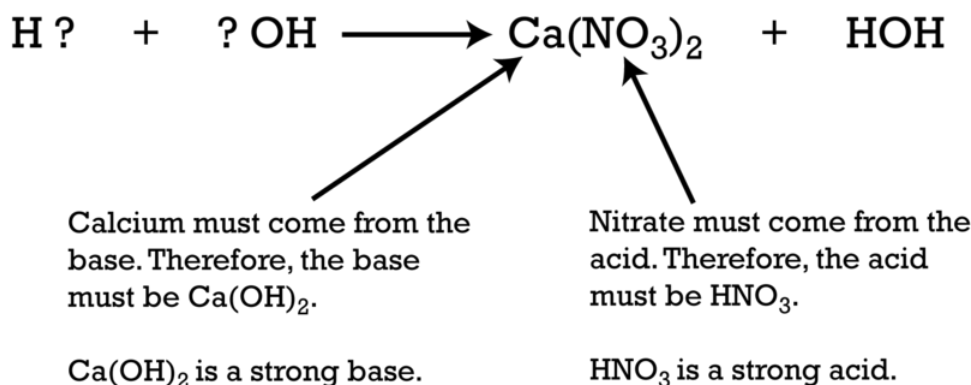 H ? + ? OH ⟶ Ca(NO₃)₂ + HOH
Calcium must come from the
base. Therefore, the base
must be Ca(OH)₂.
Ca(OH)₂ is a strong base.
Nitrate must come from the
acid. Therefore, the acid
must be HNO₃.
HNO₃ is a strong acid.